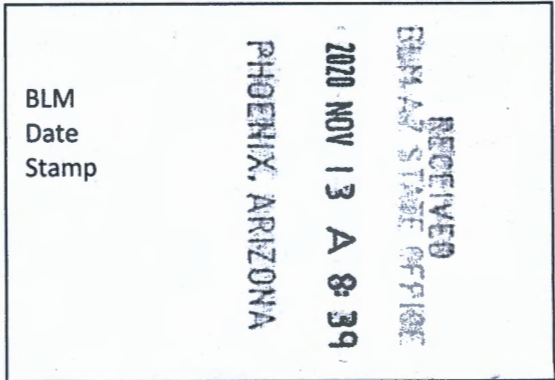 BLM
Date
Stamp
RECEIVED
BLM AZ STATE OFFICE
2020 NOV 13 A 8:39
PHOENIX, ARIZONA